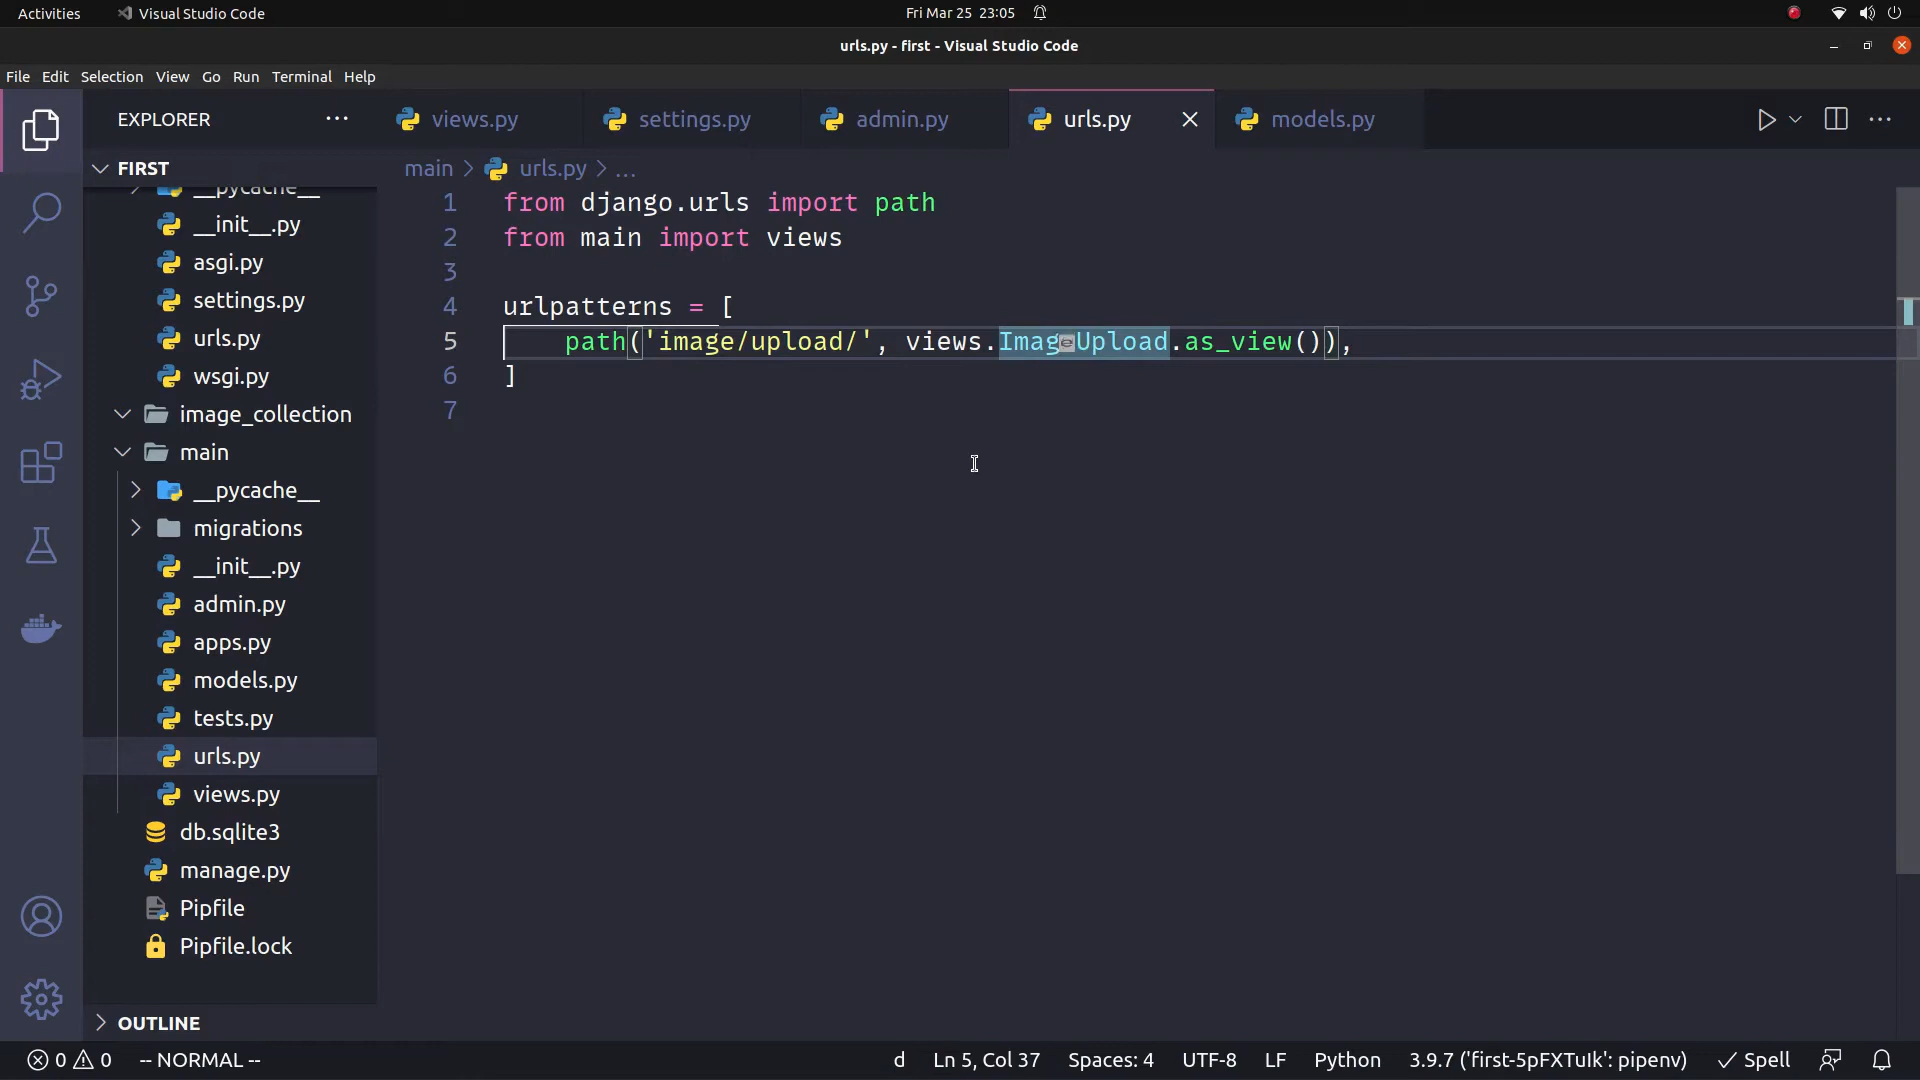 Activities Visual Studio Code Fri Mar 25 23:05
urls.py - first - Visual Studio Code
File Edit Selection View Go Run Terminal Help
EXPLORER ··· views.py settings.py admin.py urls.py models.py ···
FIRST
main > urls.py > ...
__pycache__
__init__.py
asgi.py
settings.py
urls.py
wsgi.py
image_collection
main
__pycache__
migrations
__init__.py
admin.py
apps.py
models.py
tests.py
urls.py
views.py
db.sqlite3
manage.py
Pipfile
Pipfile.lock
OUTLINE
1 from django.urls import path
2 from main import views
3
4 urlpatterns = [
5     path('image/upload/', views.ImageUpload.as_view()),
6 ]
7
0 0 -- NORMAL -- d Ln 5, Col 37 Spaces: 4 UTF-8 LF Python 3.9.7 ('first-5pFXTuIk': pipenv) Spell